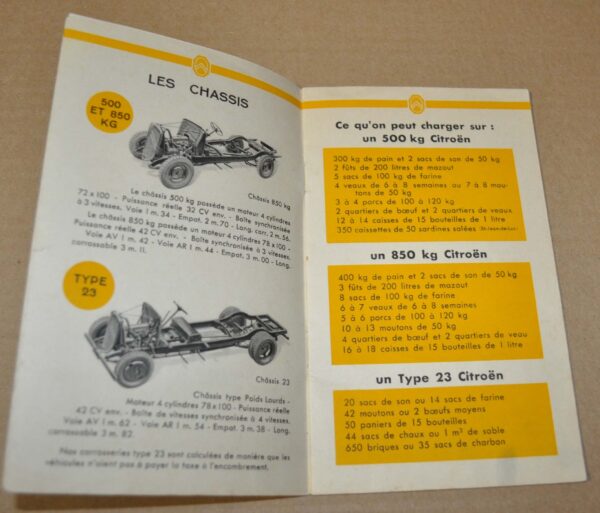 LES CHASSIS
500
ET 850
KG
Châssis 850 kg
Le châssis 500 kg possède un moteur 4 cylindres
72 x 100 - Puissance réelle 32 CV env. - Boîte synchronisée
à 3 vitesses. Voie 1 m. 34 - Empat. 2 m. 70 - Long. carr. 2 m. 56.
Le châssis 850 kg possède un moteur 4 cylindres 78 x 100 -
Puissance réelle 42 CV env. - Boîte synchronisée à 3 vitesses.
Voie AV 1 m. 42 - Voie AR 1 m. 44 - Empat. 3 m. 00 - Long.
carrossable 3 m. 11.
TYPE
23
Châssis 23
Châssis type Poids Lourds -
Moteur 4 cylindres 78 x 100 - Puissance réelle
42 CV env. - Boîte de vitesses synchronisée à 4 vitesses.
Voie AV 1 m. 62 - Voie AR 1 m. 54 - Empat. 3 m. 38 - Long.
carrossable 3 m. 82.
Nos carrosseries type 23 sont calculées de manière que les
véhicules n'aient pas à payer la taxe à l'encombrement.
Ce qu'on peut charger sur :
un 500 kg Citroën
300 kg de pain et 2 sacs de son de 50 kg
2 fûts de 200 litres de mazout
5 sacs de 100 kg de farine
4 veaux de 6 à 8 semaines ou 7 à 8 mou-
tons de 50 kg
3 à 4 porcs de 100 à 120 kg
2 quartiers de bœuf et 2 quartiers de veaux
12 à 14 caisses de 15 bouteilles de 1 litre
350 caissettes de 50 sardines salées (St-Jean-de-Luz)
un 850 kg Citroën
400 kg de pain et 2 sacs de son de 50 kg
3 fûts de 200 litres de mazout
8 sacs de 100 kg de farine
6 à 7 veaux de 6 à 8 semaines
5 à 6 porcs de 100 à 120 kg
10 à 13 moutons de 50 kg
4 quartiers de bœuf et 2 quartiers de veau
16 à 18 caisses de 15 bouteilles de 1 litre
un Type 23 Citroën
20 sacs de son ou 14 sacs de farine
42 moutons ou 2 bœufs moyens
50 paniers de 15 bouteilles
44 sacs de chaux ou 1 m³ de sable
650 briques ou 35 sacs de charbon